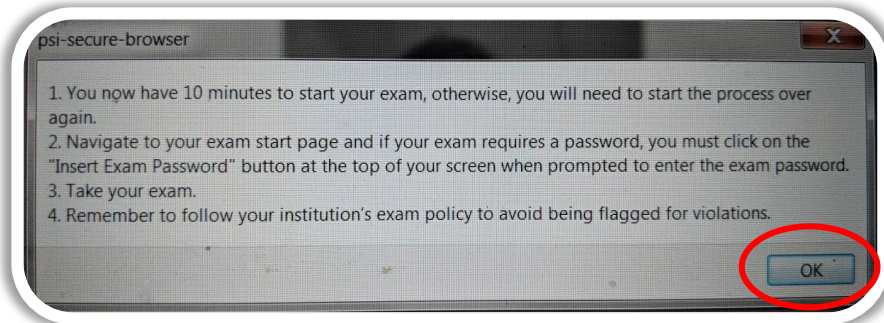 psi-secure-browser
X
1. You now have 10 minutes to start your exam, otherwise, you will need to start the process over
again.
2. Navigate to your exam start page and if your exam requires a password, you must click on the
"Insert Exam Password" button at the top of your screen when prompted to enter the exam password.
3. Take your exam.
4. Remember to follow your institution's exam policy to avoid being flagged for violations.
OK